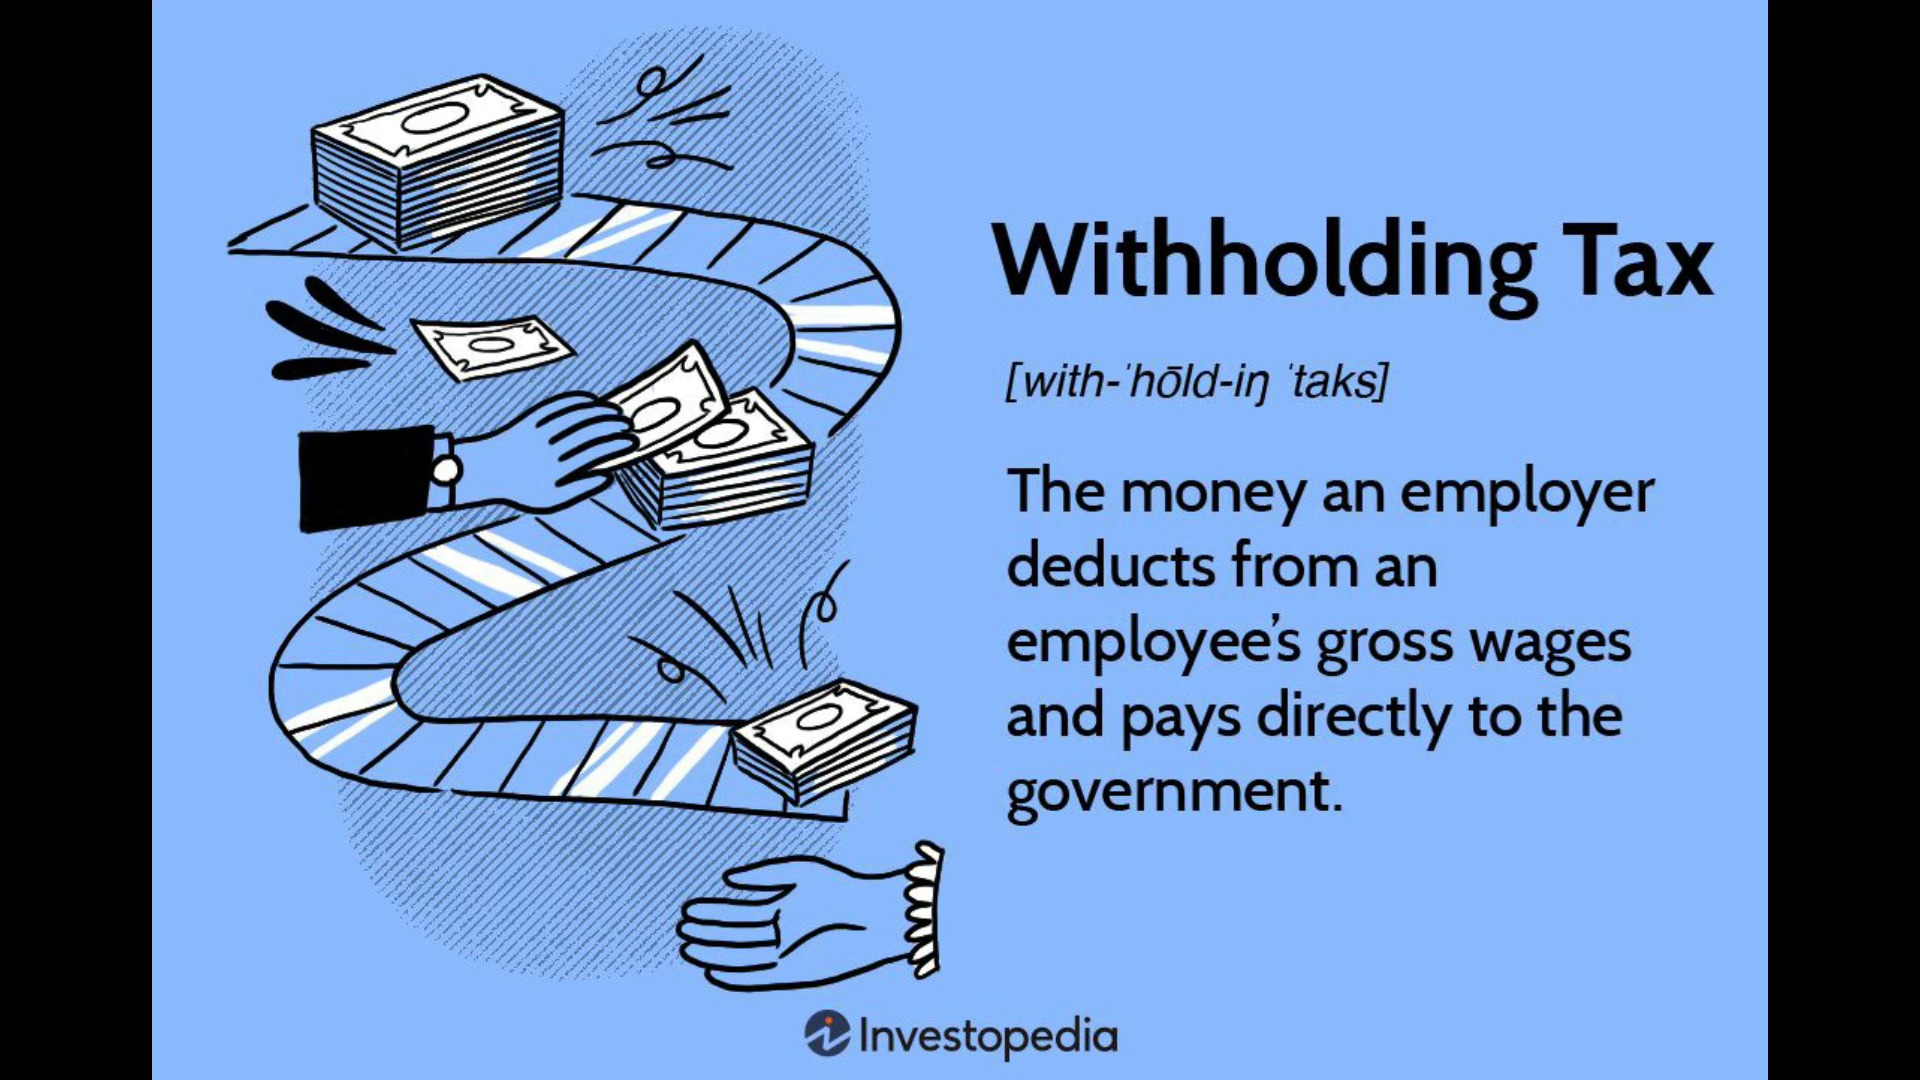 Withholding Tax
[with-ˈhōld-iŋ ˈtaks]
The money an employer
deducts from an
employee’s gross wages
and pays directly to the
government.
Investopedia